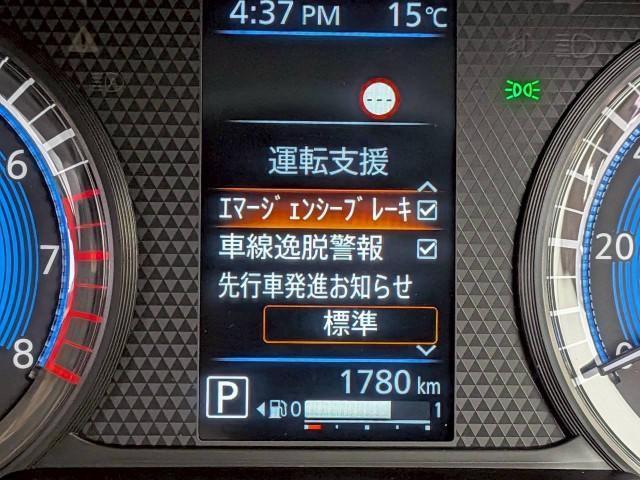 4:37 PM 15℃
---
運転支援
ｴﾏｰｼﾞｪﾝｼｰﾌﾞﾚｰｷ
車線逸脱警報
先行車発進お知らせ
標準
6
7
8
20
0
P
1780 km
0 1